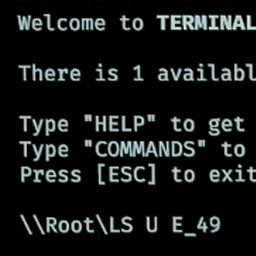 Welcome to TERMINAL
There is 1 availabl
Type "HELP" to get
Type "COMMANDS" to
Press [ESC] to exit
\\Root\LS U E_49